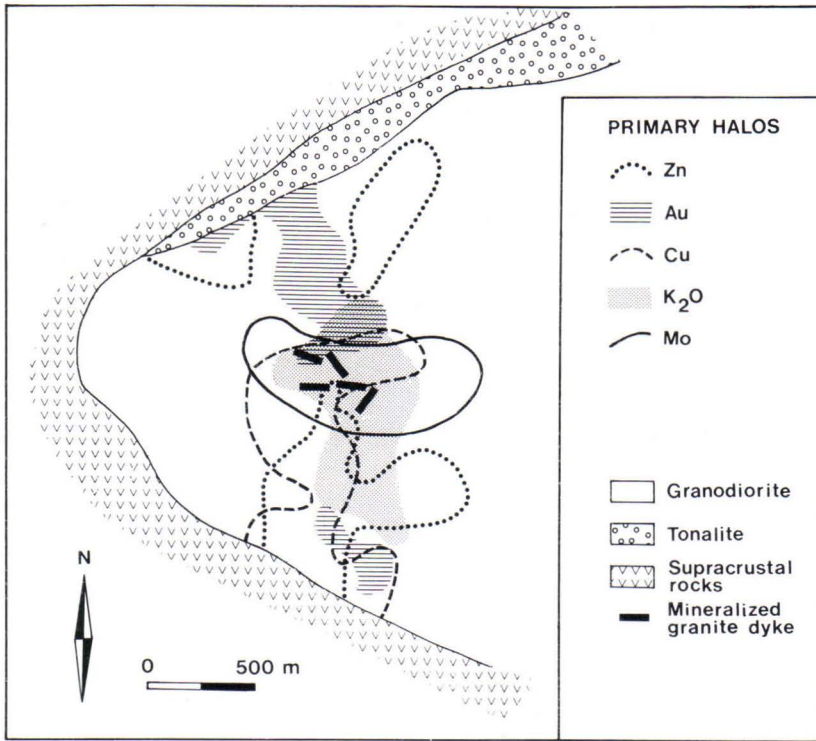 PRIMARY HALOS
Zn
Au
Cu
K₂O
Mo
Granodiorite
Tonalite
Supracrustal
rocks
Mineralized
granite dyke
N
0 500 m